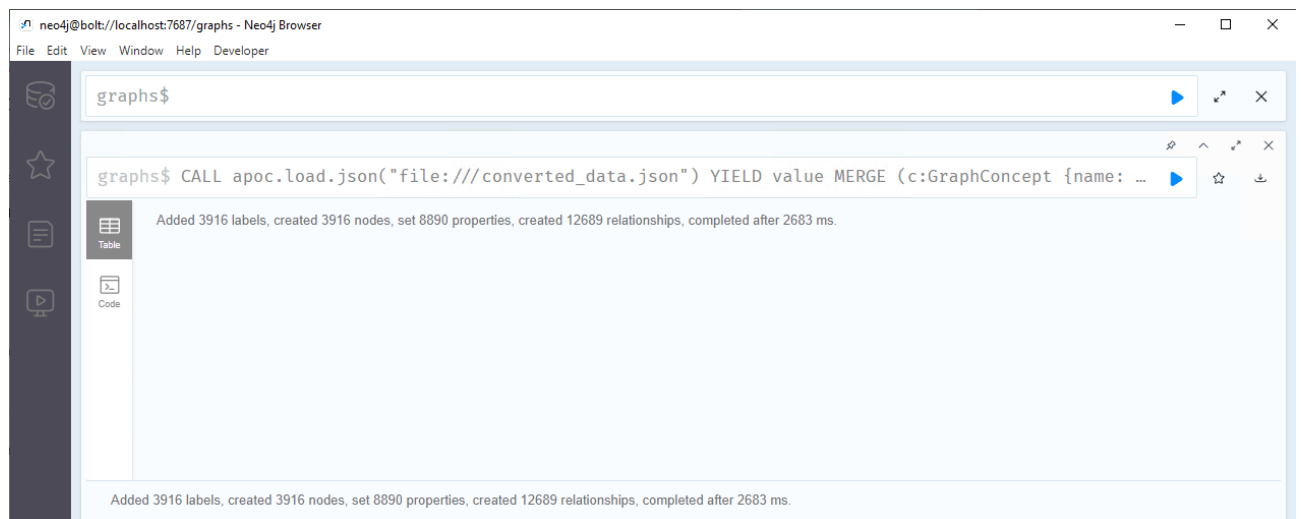 neo4j@bolt://localhost:7687/graphs - Neo4j Browser
File Edit View Window Help Developer
graphs$
graphs$ CALL apoc.load.json("file:///converted_data.json") YIELD value MERGE (c:GraphConcept {name: …
Table
Added 3916 labels, created 3916 nodes, set 8890 properties, created 12689 relationships, completed after 2683 ms.
Code
Added 3916 labels, created 3916 nodes, set 8890 properties, created 12689 relationships, completed after 2683 ms.